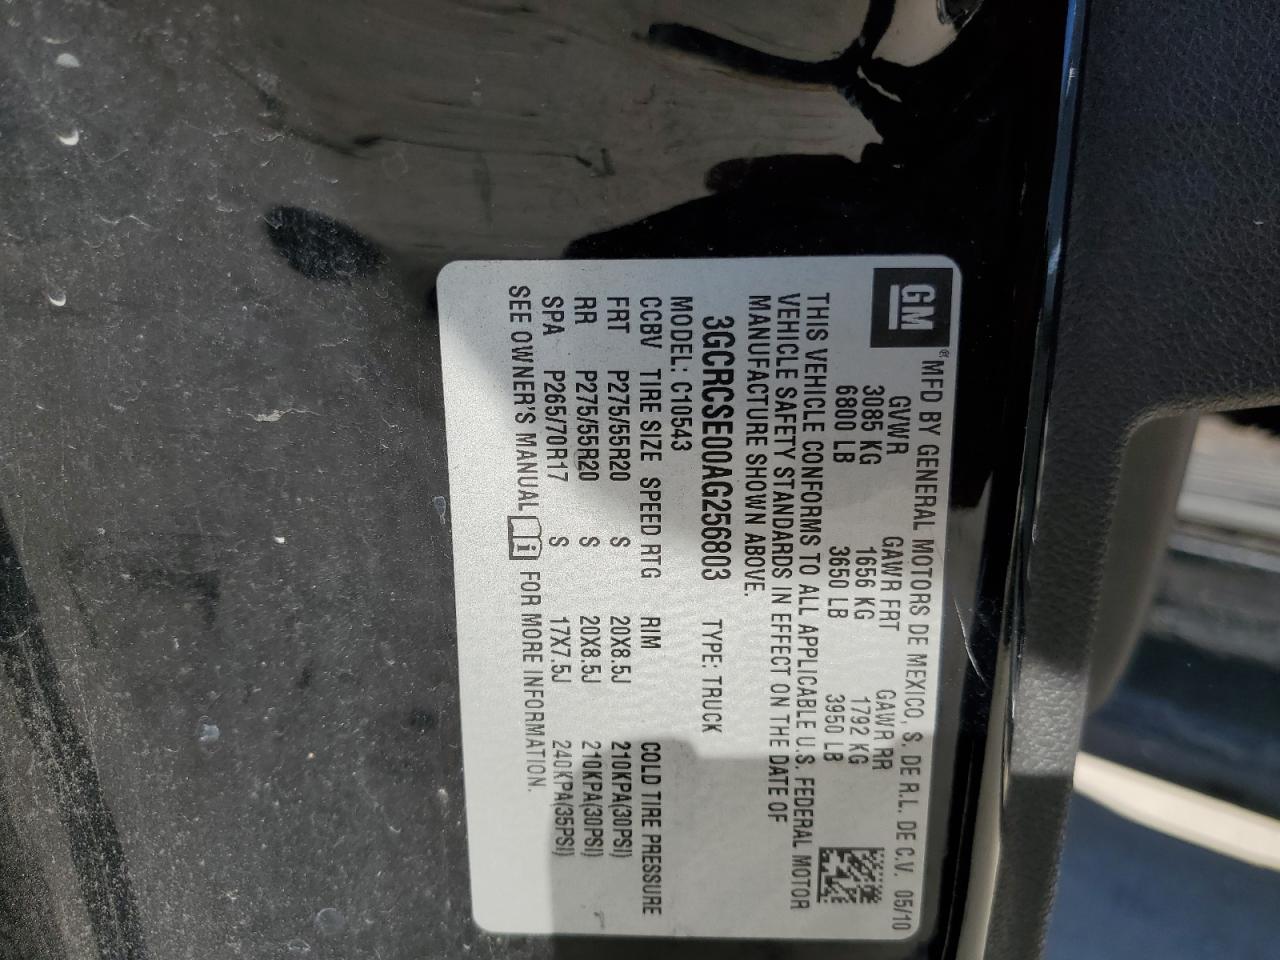 GM® MFD BY GENERAL MOTORS DE MEXICO, S. DE R.L. DE C.V. 05/10
GVWR GAWR FRT GAWR RR
3085 KG 1656 KG 1792 KG
6800 LB 3650 LB 3950 LB
THIS VEHICLE CONFORMS TO ALL APPLICABLE U.S. FEDERAL MOTOR
VEHICLE SAFETY STANDARDS IN EFFECT ON THE DATE OF
MANUFACTURE SHOWN ABOVE.
3GCRCSE00AG256803 TYPE: TRUCK
MODEL: C10543
CCBV TIRE SIZE SPEED RTG RIM COLD TIRE PRESSURE
FRT P275/55R20 S 20X8.5J 210KPA(30PSI)
RR P275/55R20 S 20X8.5J 210KPA(30PSI)
SPA P265/70R17 S 17X7.5J 240KPA(35PSI)
SEE OWNER'S MANUAL i FOR MORE INFORMATION.